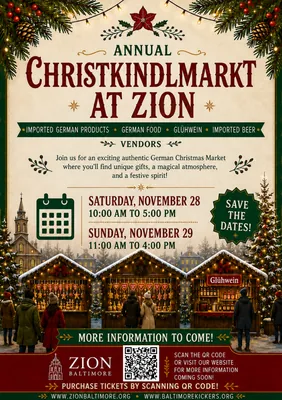 ANNUAL
CHRISTKINDLMARKT
AT ZION
IMPORTED GERMAN PRODUCTS • GERMAN FOOD • GLÜHWEIN • IMPORTED BEER
VENDORS
Join us for an exciting authentic German Christmas Market
where you'll find unique gifts, a magical atmosphere,
and a festive spirit!
SATURDAY, NOVEMBER 28
10:00 AM TO 5:00 PM
SUNDAY, NOVEMBER 29
11:00 AM TO 4:00 PM
SAVE
THE
DATES!
Glühwein
MORE INFORMATION TO COME!
ZION
BALTIMORE
SCAN THE QR CODE
OR VISIT OUR WEBSITE
FOR MORE INFORMATION
COMING SOON!
PURCHASE TICKETS BY SCANNING QR CODE!
WWW.ZIONBALTIMORE.ORG • WWW.BALTIMOREKICKERS.ORG